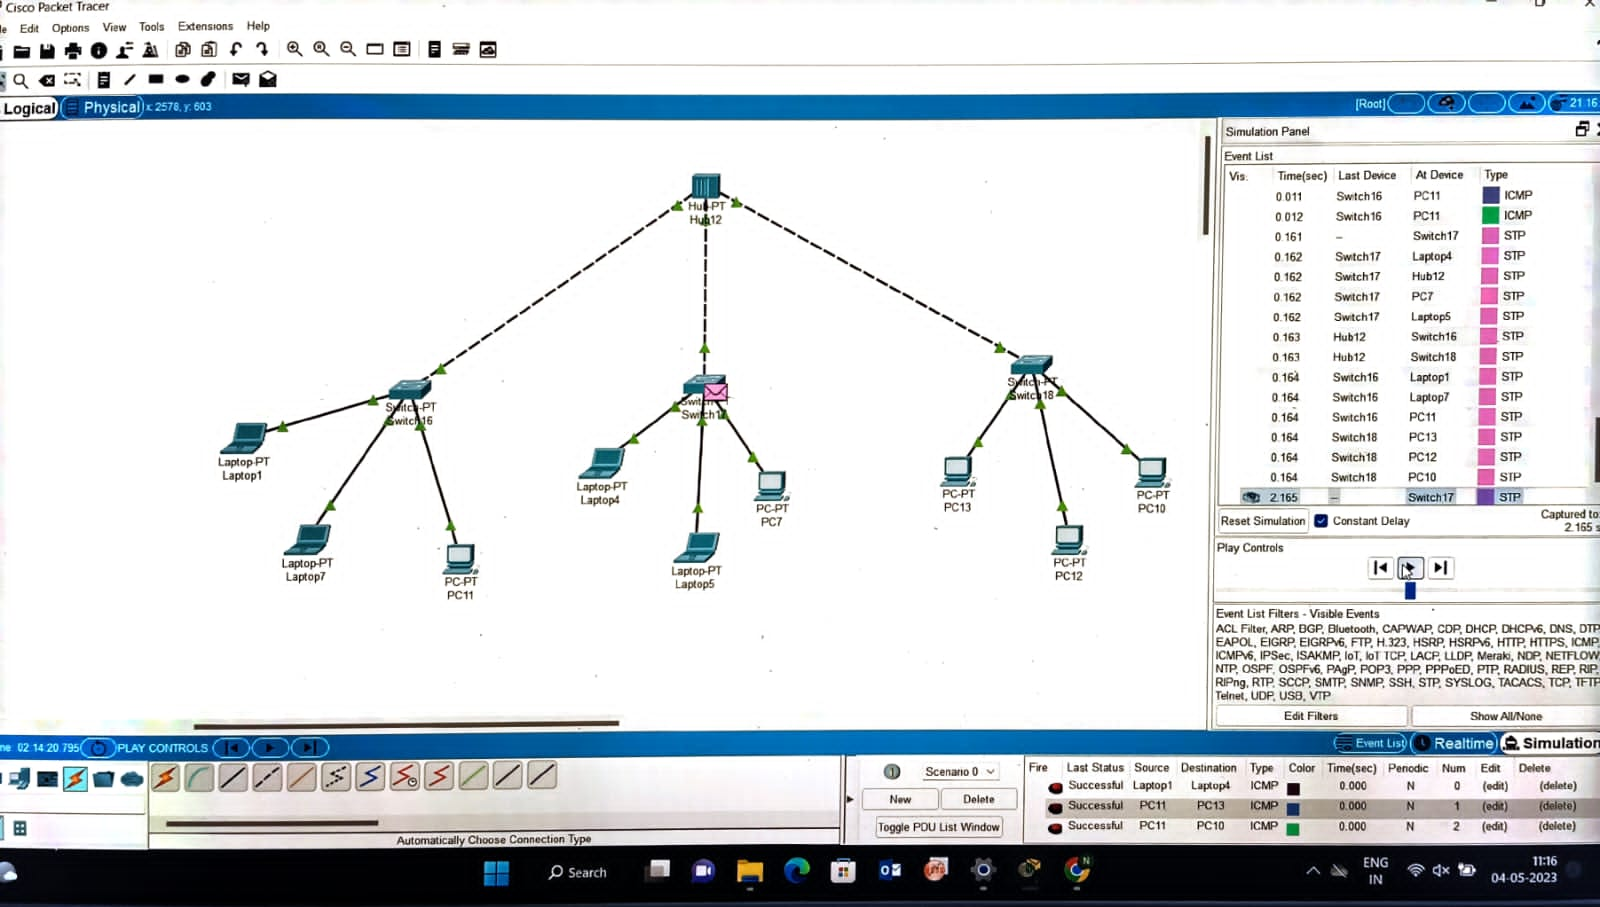 Cisco Packet Tracer
Edit Options View Tools Extensions Help
Logical Physical x: 2578, y: 603 [Root] 21:16
Simulation Panel
Event List
Vis. Time(sec) Last Device At Device Type
0.011 Switch16 PC11 ICMP
0.012 Switch16 PC11 ICMP
0.161 -- Switch17 STP
0.162 Switch17 Laptop4 STP
0.162 Switch17 Hub12 STP
0.162 Switch17 PC7 STP
0.162 Switch17 Laptop5 STP
0.163 Hub12 Switch16 STP
0.163 Hub12 Switch18 STP
0.164 Switch16 Laptop1 STP
0.164 Switch16 Laptop7 STP
0.164 Switch16 PC11 STP
0.164 Switch18 PC13 STP
0.164 Switch18 PC12 STP
0.164 Switch18 PC10 STP
2.165 -- Switch17 STP
Reset Simulation Constant Delay Captured to:
2.165 s
Play Controls
Event List Filters - Visible Events
ACL Filter, ARP, BGP, Bluetooth, CAPWAP, CDP, DHCP, DHCPv6, DNS, DTP
EAPOL, EIGRP, EIGRPv6, FTP, H.323, HSRP, HSRPv6, HTTP, HTTPS, ICMP,
ICMPv6, IPSec, ISAKMP, IoT, IoT TCP, LACP, LLDP, Meraki, NDP, NETFLOW
NTP, OSPF, OSPFv6, PAgP, POP3, PPP, PPPoED, PTP, RADIUS, REP, RIP,
RIPng, RTP, SCCP, SMTP, SNMP, SSH, STP, SYSLOG, TACACS, TCP, TFTP
Telnet, UDP, USB, VTP
Edit Filters Show All/None
Hub-PT
Hub12
Switch-PT
Switch16
Switch17
Switch-PT
Switch18
Laptop-PT
Laptop1
Laptop-PT
Laptop7
PC-PT
PC11
Laptop-PT
Laptop4
PC-PT
PC7
Laptop-PT
Laptop5
PC-PT
PC13
PC-PT
PC12
PC-PT
PC10
02:14:20.795 PLAY CONTROLS Event List Realtime Simulation
Scenario 0
New Delete
Toggle PDU List Window
Automatically Choose Connection Type
Fire Last Status Source Destination Type Color Time(sec) Periodic Num Edit Delete
Successful Laptop1 Laptop4 ICMP 0.000 N 0 (edit) (delete)
Successful PC11 PC13 ICMP 0.000 N 1 (edit) (delete)
Successful PC11 PC10 ICMP 0.000 N 2 (edit) (delete)
Search
ENG
IN
11:16
04-05-2023